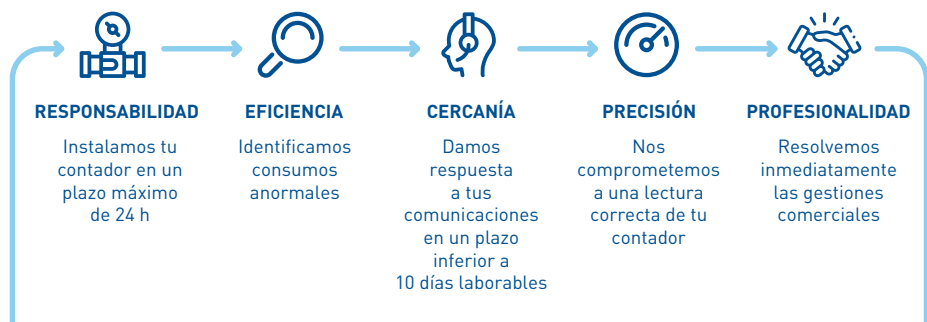 RESPONSABILIDAD
Instalamos tu
contador en un
plazo máximo
de 24 h
EFICIENCIA
Identificamos
consumos
anormales
CERCANÍA
Damos
respuesta
a tus
comunicaciones
en un plazo
inferior a
10 días laborables
PRECISIÓN
Nos
comprometemos
a una lectura
correcta de tu
contador
PROFESIONALIDAD
Resolvemos
inmediatamente
las gestiones
comerciales